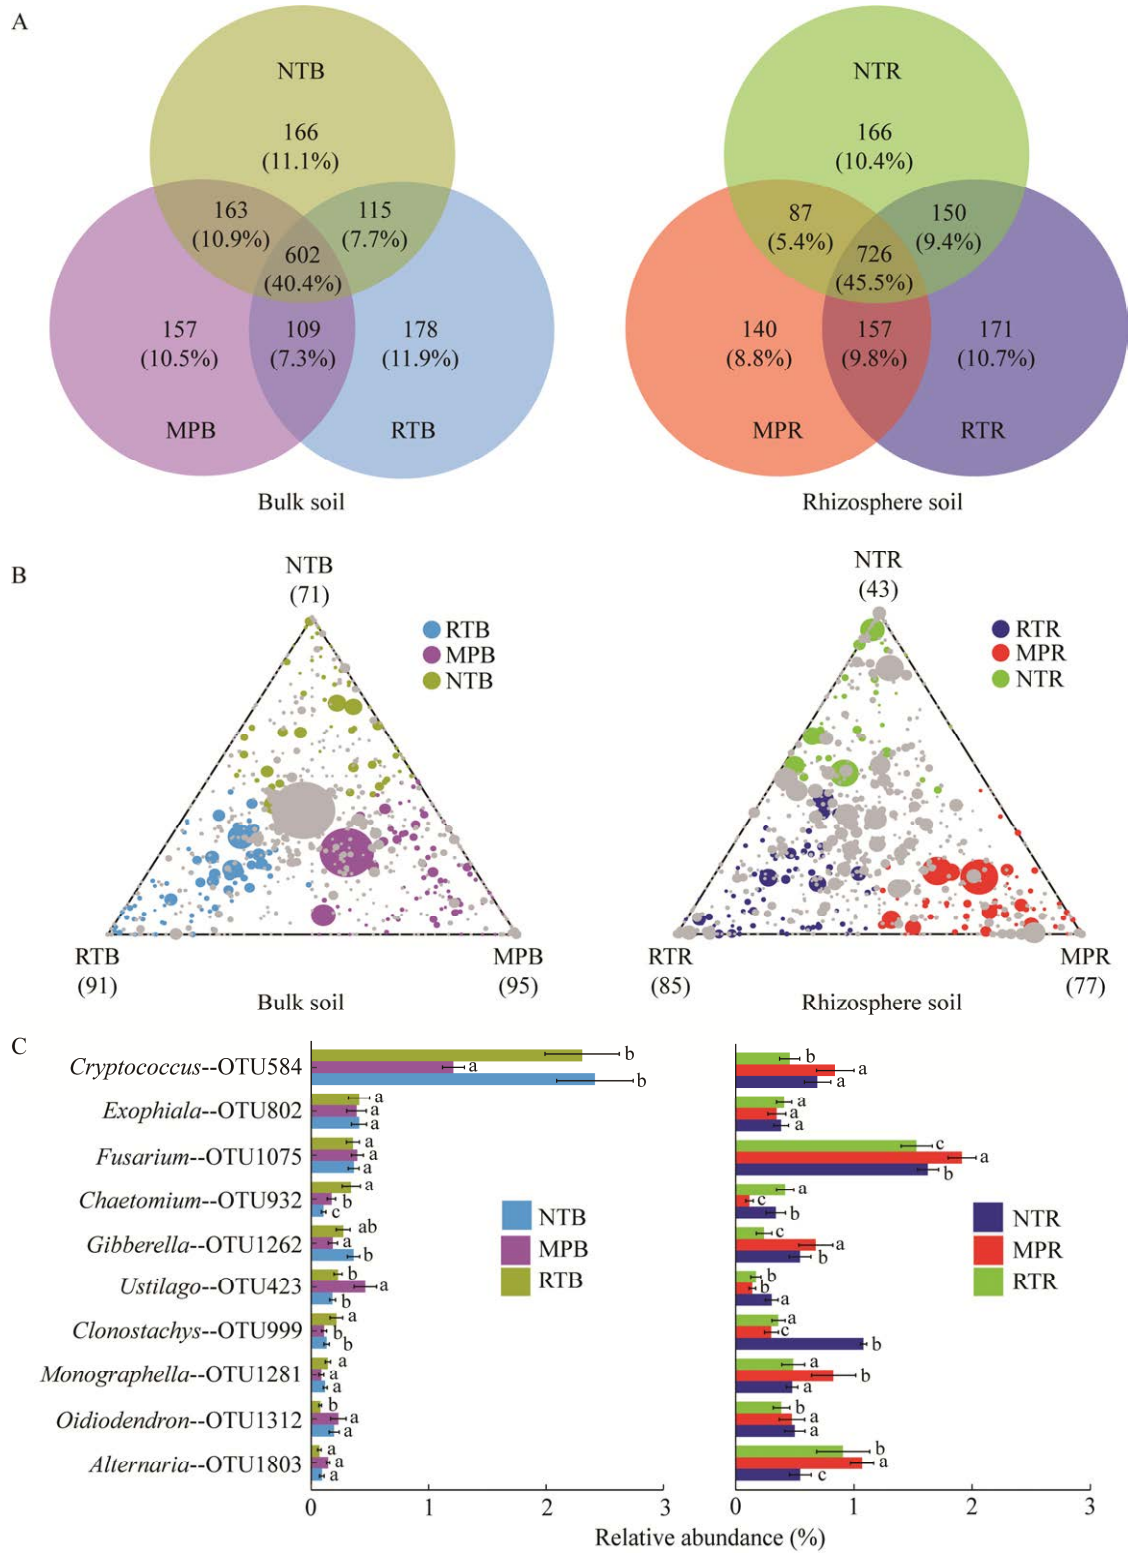 A
NTB
166
(11.1%)
163
(10.9%)
115
(7.7%)
602
(40.4%)
157
(10.5%)
109
(7.3%)
178
(11.9%)
MPB
RTB
Bulk soil
NTR
166
(10.4%)
87
(5.4%)
150
(9.4%)
726
(45.5%)
140
(8.8%)
157
(9.8%)
171
(10.7%)
MPR
RTR
Rhizosphere soil
B
NTB
(71)
RTB
MPB
NTB
RTB
(91)
MPB
(95)
Bulk soil
NTR
(43)
RTR
MPR
NTR
RTR
(85)
MPR
(77)
Rhizosphere soil
C
Cryptococcus--OTU584
b
a
b
b
a
a
Exophiala--OTU802
a
a
a
a
a
a
Fusarium--OTU1075
a
a
a
c
a
b
Chaetomium--OTU932
a
b
c
a
c
b
Gibberella--OTU1262
ab
a
b
c
a
b
Ustilago--OTU423
b
a
b
b
b
a
Clonostachys--OTU999
a
b
b
a
c
b
Monographella--OTU1281
a
a
a
a
b
a
Oidiodendron--OTU1312
b
a
a
b
a
a
Alternaria--OTU1803
a
a
a
b
a
c
NTB
MPB
RTB
NTR
MPR
RTR
0 1 2 3
0 1 2 3
Relative abundance (%)